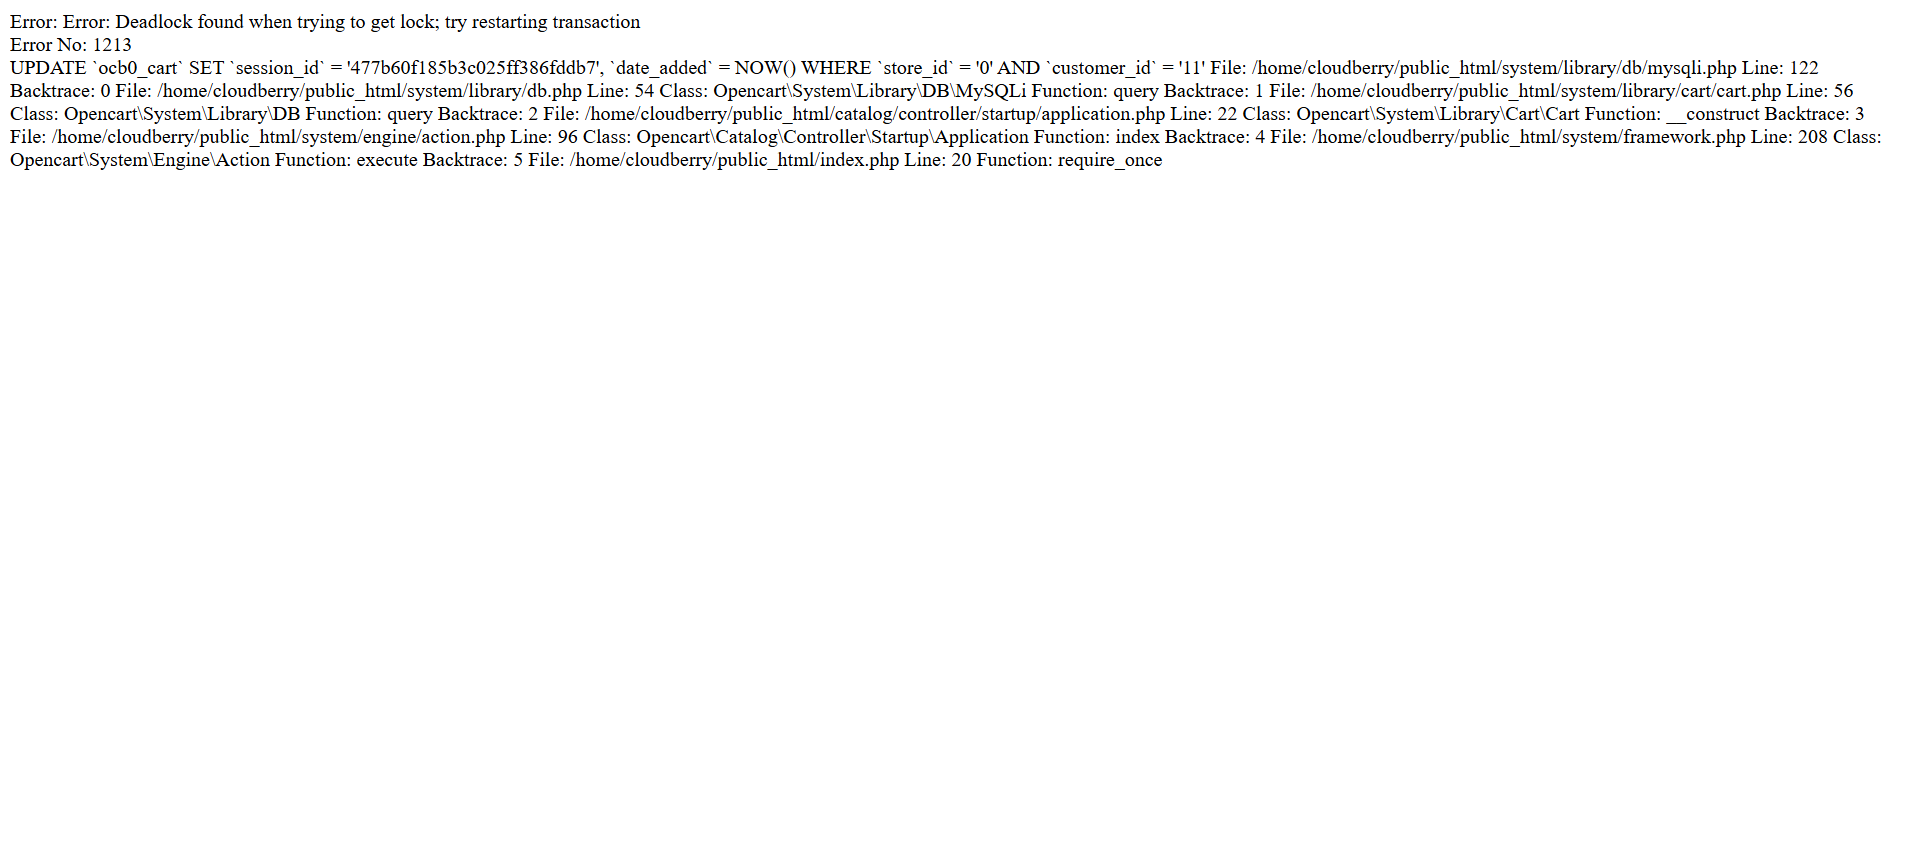 Error: Error: Deadlock found when trying to get lock; try restarting transaction
Error No: 1213
UPDATE `ocb0_cart` SET `session_id` = '477b60f185b3c025ff386fddb7', `date_added` = NOW() WHERE `store_id` = '0' AND `customer_id` = '11' File: /home/cloudberry/public_html/system/library/db/mysqli.php Line: 122
Backtrace: 0 File: /home/cloudberry/public_html/system/library/db.php Line: 54 Class: Opencart\System\Library\DB\MySQLi Function: query Backtrace: 1 File: /home/cloudberry/public_html/system/library/cart/cart.php Line: 56
Class: Opencart\System\Library\DB Function: query Backtrace: 2 File: /home/cloudberry/public_html/catalog/controller/startup/application.php Line: 22 Class: Opencart\System\Library\Cart\Cart Function: __construct Backtrace: 3
File: /home/cloudberry/public_html/system/engine/action.php Line: 96 Class: Opencart\Catalog\Controller\Startup\Application Function: index Backtrace: 4 File: /home/cloudberry/public_html/system/framework.php Line: 208 Class:
Opencart\System\Engine\Action Function: execute Backtrace: 5 File: /home/cloudberry/public_html/index.php Line: 20 Function: require_once